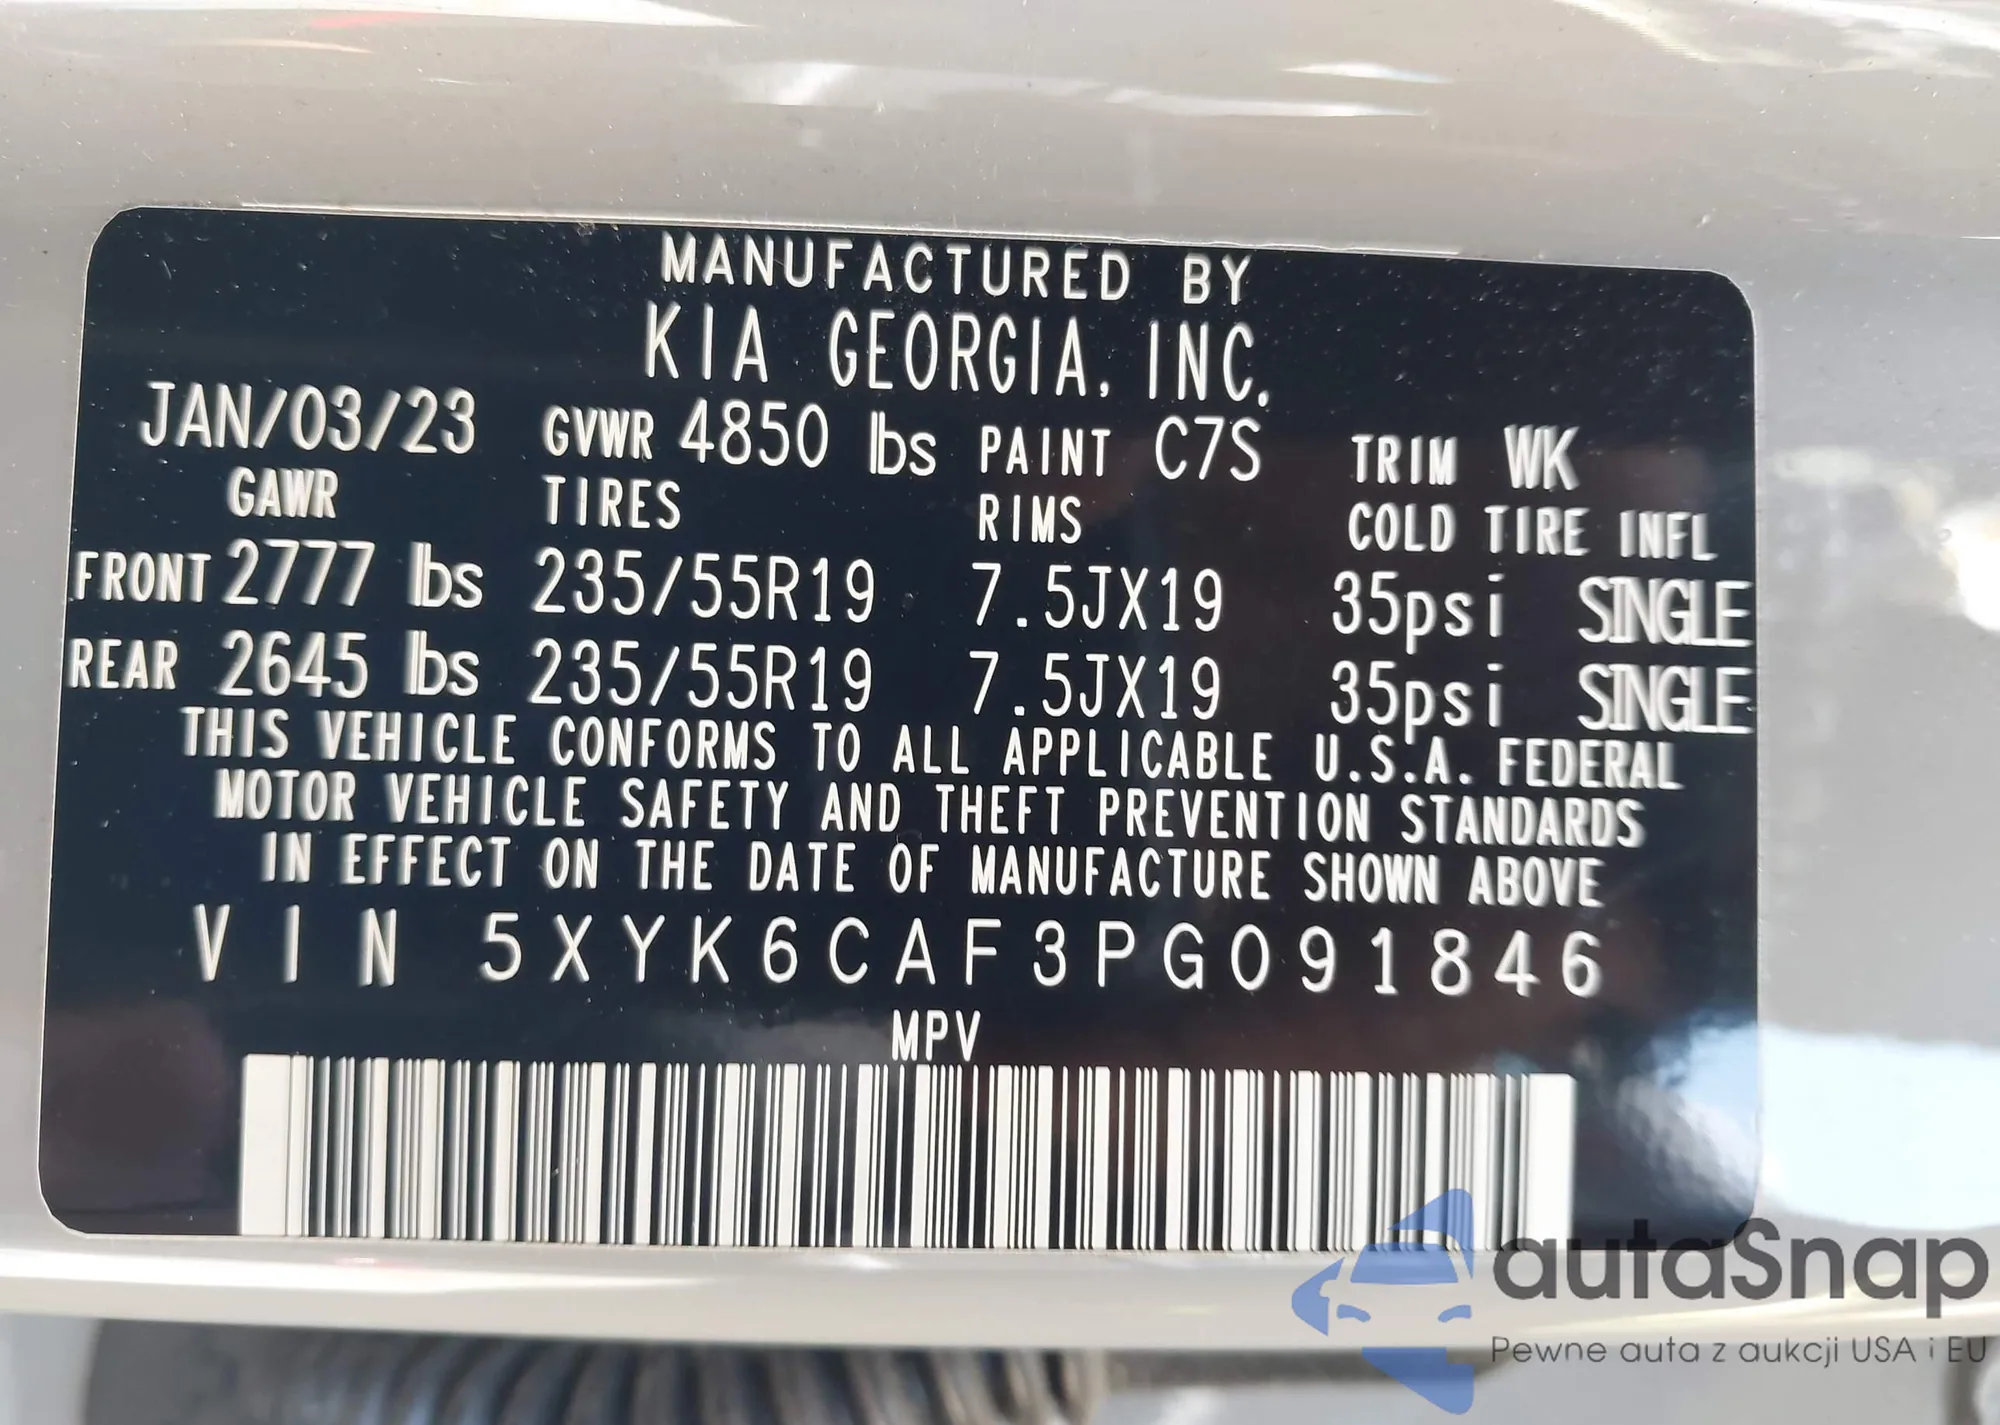 MANUFACTURED BY
KIA GEORGIA, INC.
JAN/03/23 GVWR 4850 lbs PAINT C7S TRIM WK
GAWR TIRES RIMS COLD TIRE INFL
FRONT 2777 lbs 235/55R19 7.5JX19 35psi SINGLE
REAR 2645 lbs 235/55R19 7.5JX19 35psi SINGLE
THIS VEHICLE CONFORMS TO ALL APPLICABLE U.S.A. FEDERAL
MOTOR VEHICLE SAFETY AND THEFT PREVENTION STANDARDS
IN EFFECT ON THE DATE OF MANUFACTURE SHOWN ABOVE
VIN 5XYK6CAF3PG091846
MPV
autaSnap
Pewne auta z aukcji USA i EU